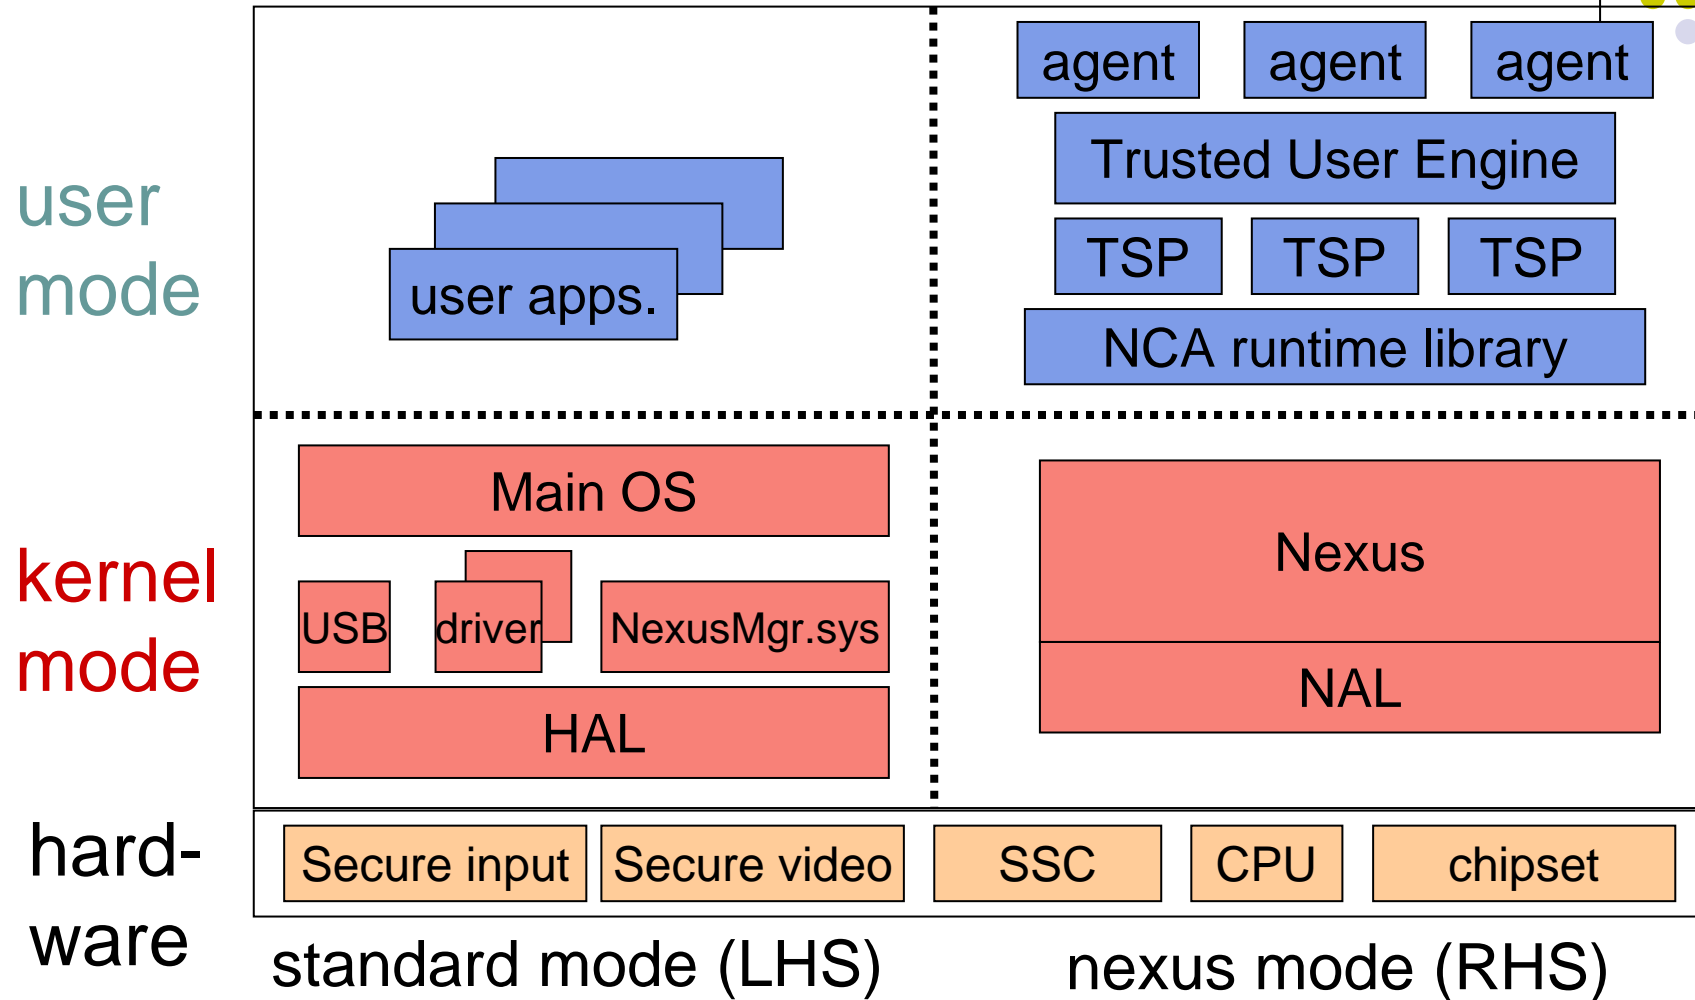 agent
agent
agent
Trusted User Engine
user
mode
TSP
TSP
TSP
user apps.
NCA runtime library
Main OS
Nexus
kernel
mode
USB
driver
NexusMgr.sys
NAL
HAL
hard-
ware
Secure input
Secure video
SSC
CPU
chipset
standard mode (LHS)
nexus mode (RHS)